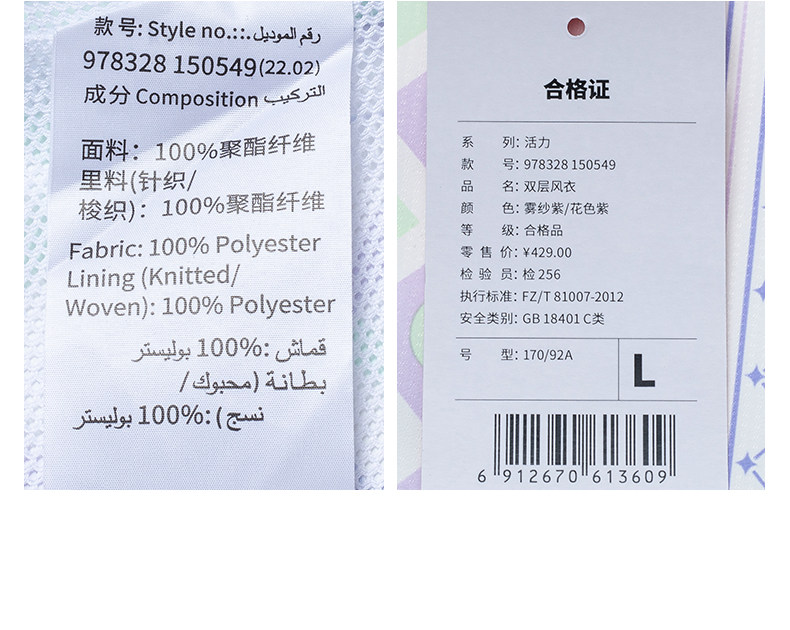 款 号: Style no.::. رقم الموديل
978328 150549(22.02)
成分 Composition التركيب
面料：100%聚酯纤维
里料(针织/
梭织)：100%聚酯纤维
Fabric: 100% Polyester
Lining (Knitted/
Woven): 100% Polyester
قماش :%100 بوليستر
بطانة (محبوك/
نسج):%100 بوليستر
合格证
系 列: 活力
款 号: 978328 150549
品 名: 双层风衣
颜 色: 雾纱紫/花色紫
等 级: 合格品
零 售 价: ¥429.00
检 验 员: 检 256
执行标准: FZ/T 81007-2012
安全类别: GB 18401 C类
号 型: 170/92A
L
6 912670 613609